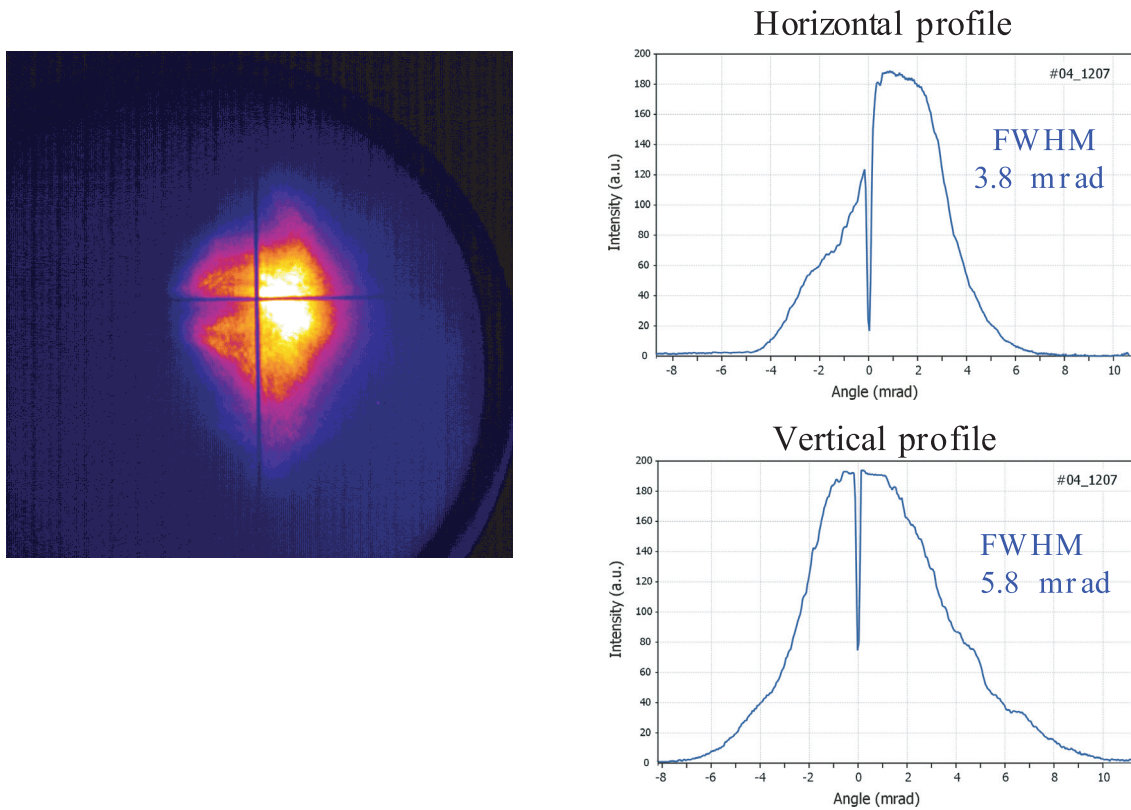 Horizontal profile
200
180
160
140
120
100
80
60
40
20
0
#04_1207
FWHM
3.8 mrad
Intensity (a.u.)
-8 -6 -4 -2 0 2 4 6 8 10
Angle (mrad)
Vertical profile
200
180
160
140
120
100
80
60
40
20
0
#04_1207
FWHM
5.8 mrad
Intensity (a.u.)
-8 -6 -4 -2 0 2 4 6 8 10
Angle (mrad)